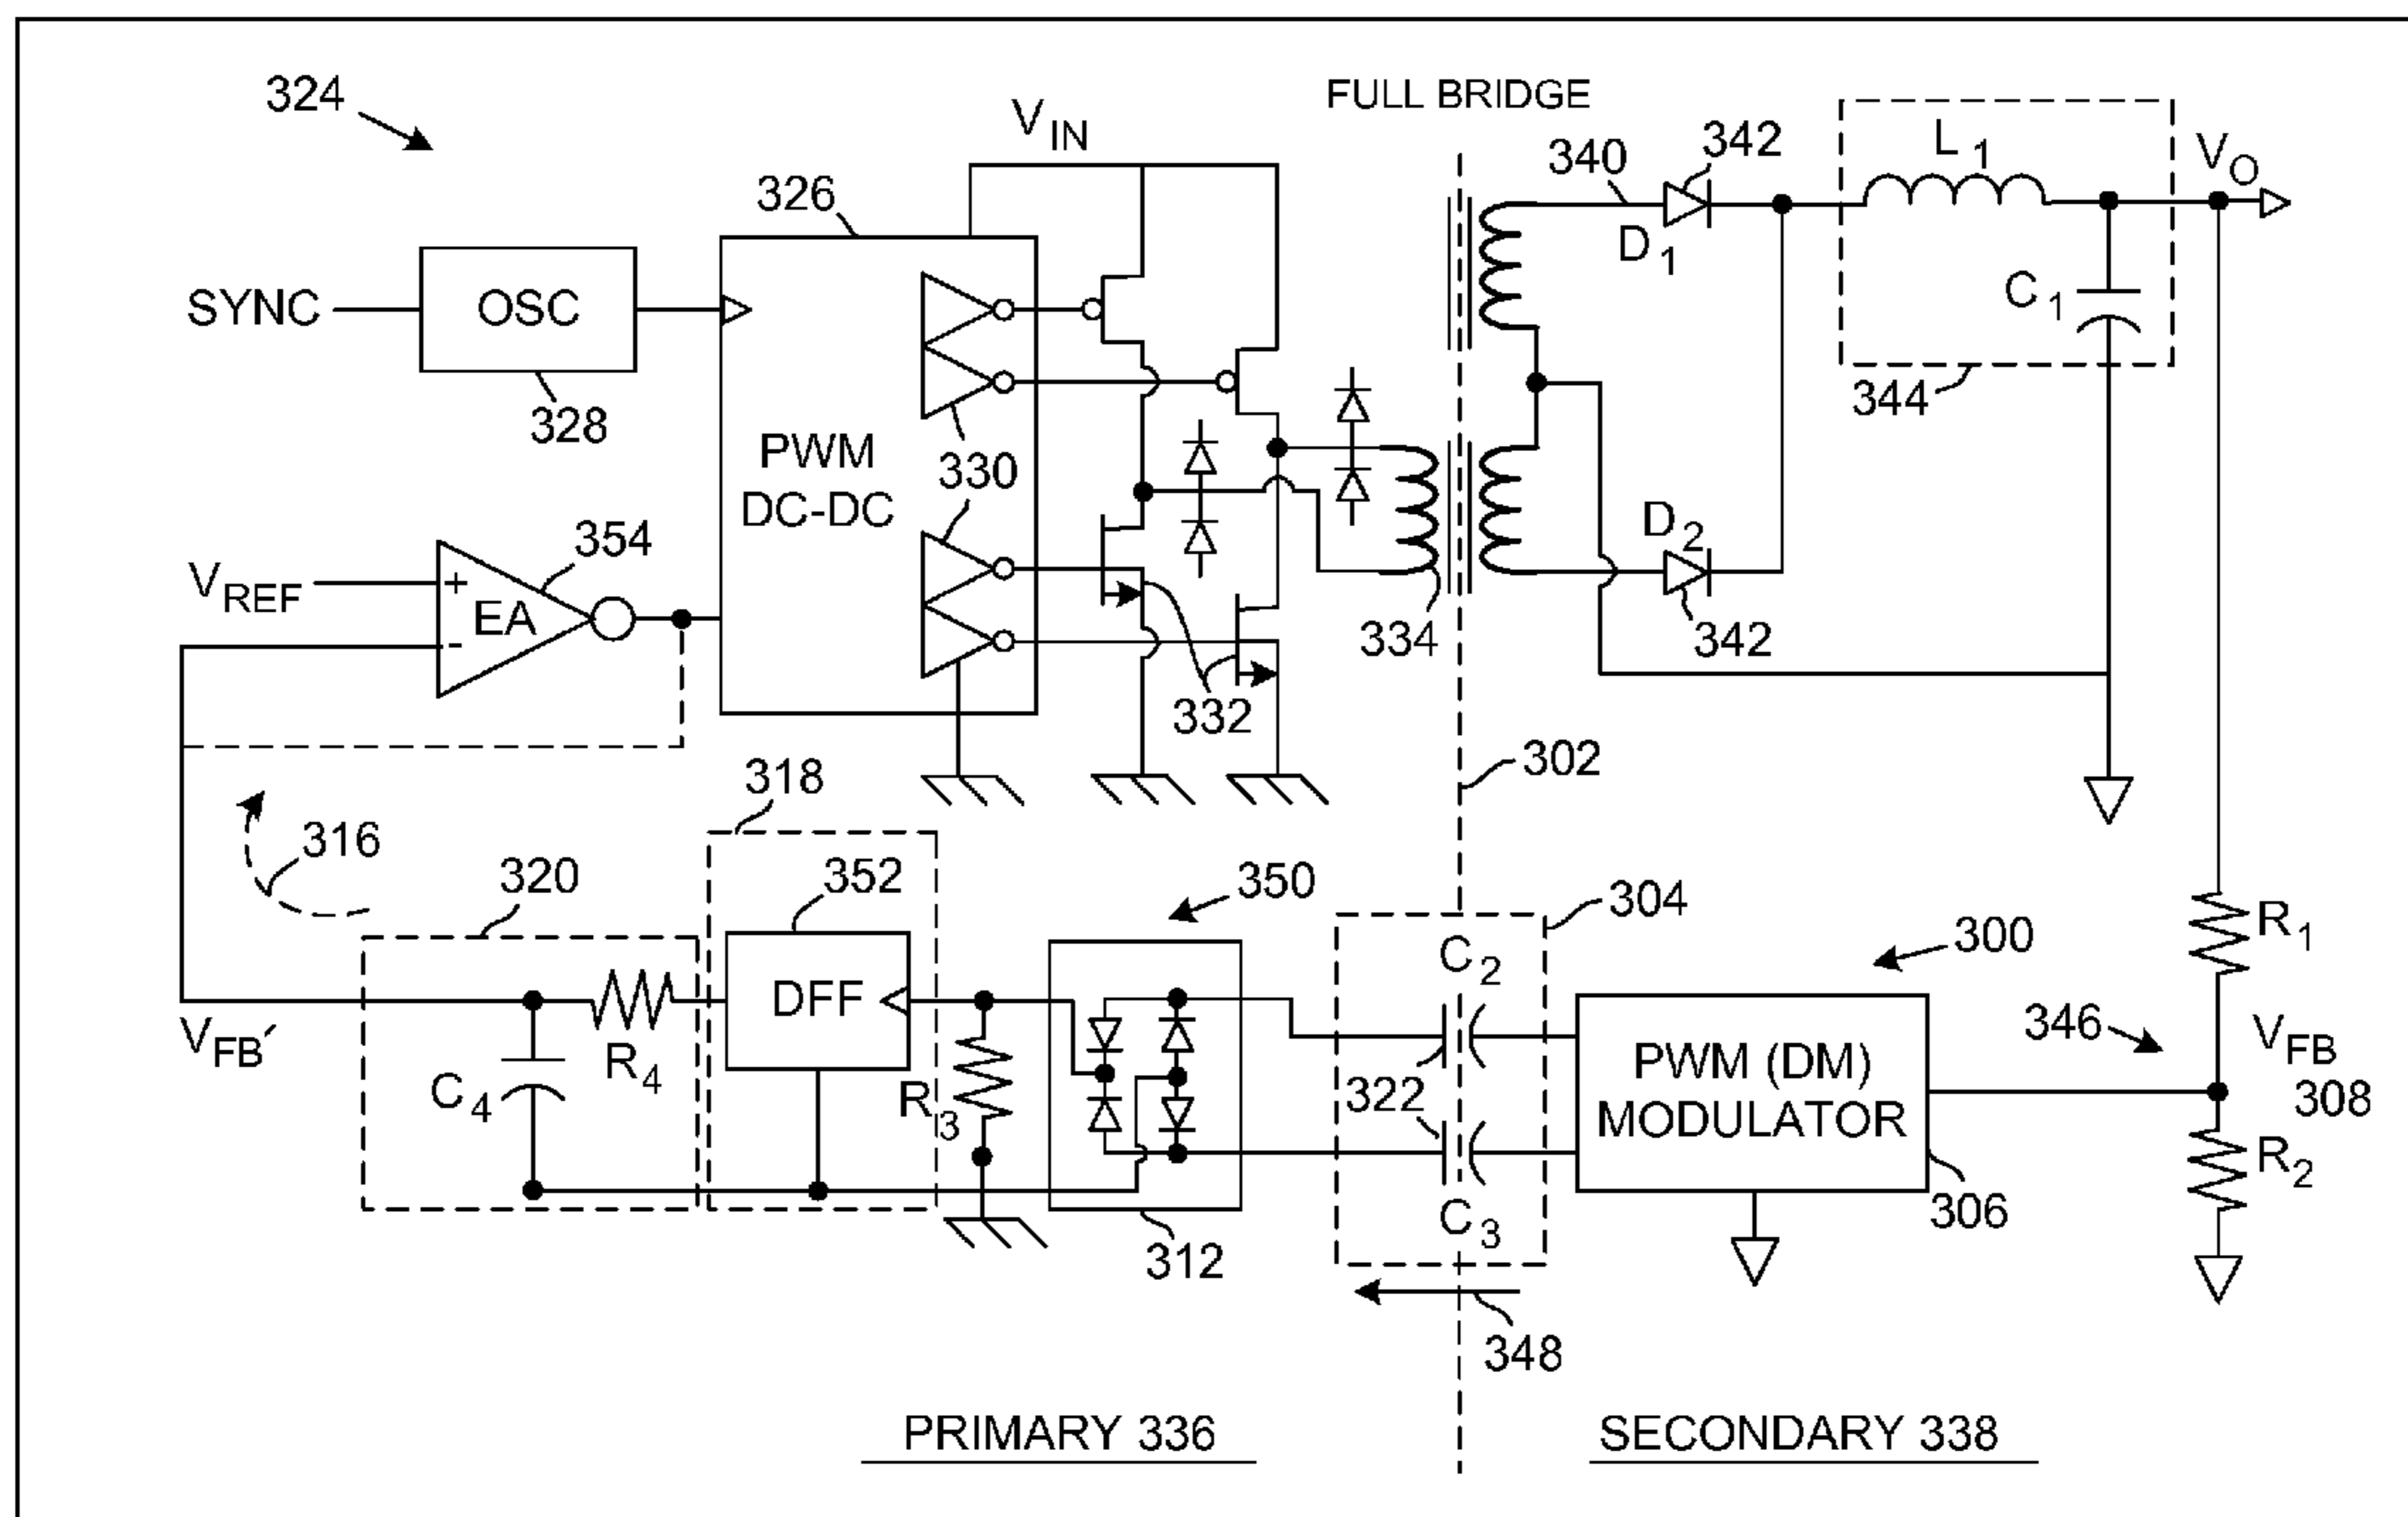 324
V_IN
FULL BRIDGE
326
340
342
L_1
V_O
D_1
SYNC
OSC
328
C_1
344
PWM
DC-DC
330
354
V_REF
+
EA
-
334
D_2
342
332
302
318
316
320
352
350
304
300
R_1
C_2
DFF
346
V_FB
308
V_FB′
R_4
C_4
R_3
322
PWM (DM)
MODULATOR
R_2
306
C_3
312
348
PRIMARY 336
SECONDARY 338